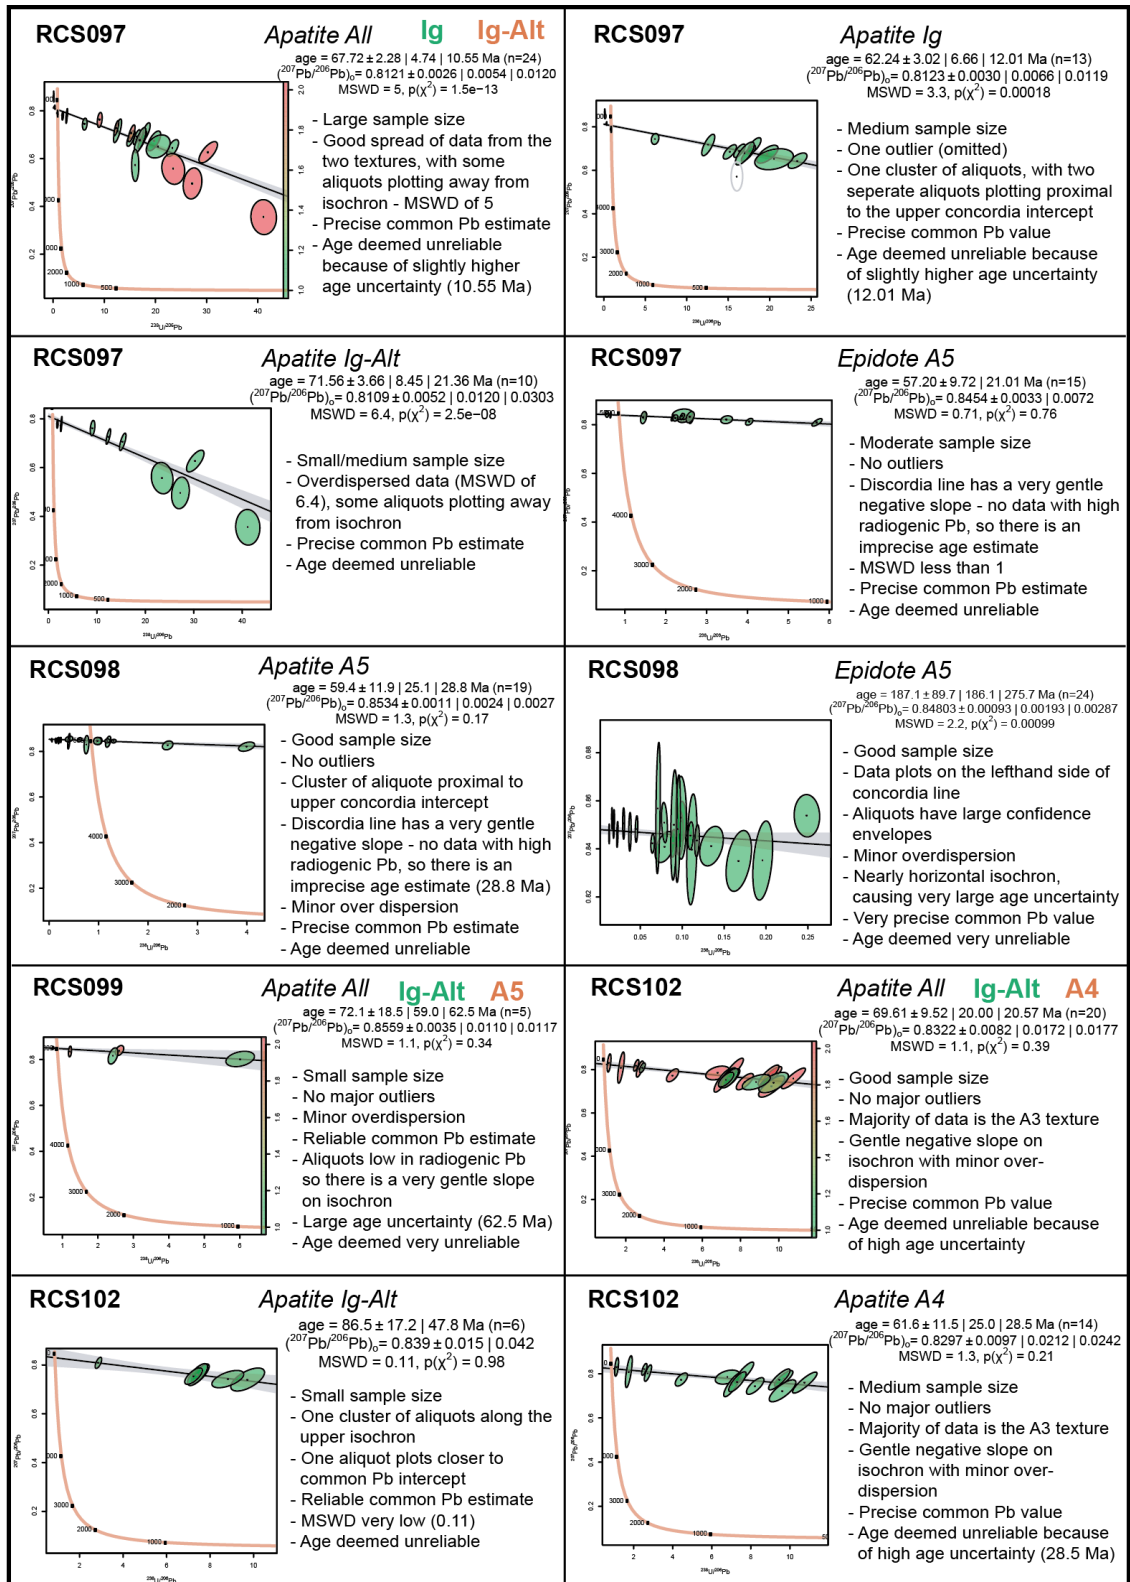 RCS097
Apatite All
Ig
Ig-Alt
age = 67.72 ± 2.28 | 4.74 | 10.55 Ma (n=24)
(²⁰⁷Pb/²⁰⁶Pb)ₒ= 0.8121 ± 0.0026 | 0.0054 | 0.0120
MSWD = 5, p(χ²) = 1.5e−13
- Large sample size
- Good spread of data from the
two textures, with some
aliquots plotting away from
isochron - MSWD of 5
- Precise common Pb estimate
- Age deemed unreliable
because of slightly higher
age uncertainty (10.55 Ma)
²³⁸U/²⁰⁶Pb
RCS097
Apatite Ig
age = 62.24 ± 3.02 | 6.66 | 12.01 Ma (n=13)
(²⁰⁷Pb/²⁰⁶Pb)ₒ= 0.8123 ± 0.0030 | 0.0066 | 0.0119
MSWD = 3.3, p(χ²) = 0.00018
- Medium sample size
- One outlier (omitted)
- One cluster of aliquots, with two
seperate aliquots plotting proximal
to the upper concordia intercept
- Precise common Pb value
- Age deemed unreliable because
of slightly higher age uncertainty
(12.01 Ma)
²³⁸U/²⁰⁶Pb
RCS097
Apatite Ig-Alt
age = 71.56 ± 3.66 | 8.45 | 21.36 Ma (n=10)
(²⁰⁷Pb/²⁰⁶Pb)ₒ= 0.8109 ± 0.0052 | 0.0120 | 0.0303
MSWD = 6.4, p(χ²) = 2.5e−08
- Small/medium sample size
- Overdispersed data (MSWD of
6.4), some aliquots plotting away
from isochron
- Precise common Pb estimate
- Age deemed unreliable
²³⁸U/²⁰⁶Pb
RCS097
Epidote A5
age = 57.20 ± 9.72 | 21.01 Ma (n=15)
(²⁰⁷Pb/²⁰⁶Pb)ₒ= 0.8454 ± 0.0033 | 0.0072
MSWD = 0.71, p(χ²) = 0.76
- Moderate sample size
- No outliers
- Discordia line has a very gentle
negative slope - no data with high
radiogenic Pb, so there is an
imprecise age estimate
- MSWD less than 1
- Precise common Pb estimate
- Age deemed unreliable
²³⁸U/²⁰⁶Pb
RCS098
Apatite A5
age = 59.4 ± 11.9 | 25.1 | 28.8 Ma (n=19)
(²⁰⁷Pb/²⁰⁶Pb)ₒ= 0.8534 ± 0.0011 | 0.0024 | 0.0027
MSWD = 1.3, p(χ²) = 0.17
- Good sample size
- No outliers
- Cluster of aliquote proximal to
upper concordia intercept
- Discordia line has a very gentle
negative slope - no data with high
radiogenic Pb, so there is an
imprecise age estimate (28.8 Ma)
- Minor over dispersion
- Precise common Pb estimate
- Age deemed unreliable
²³⁸U/²⁰⁶Pb
RCS098
Epidote A5
age = 187.1 ± 89.7 | 186.1 | 275.7 Ma (n=24)
(²⁰⁷Pb/²⁰⁶Pb)ₒ= 0.84803 ± 0.00093 | 0.00193 | 0.00287
MSWD = 2.2, p(χ²) = 0.00099
- Good sample size
- Data plots on the lefthand side of
concordia line
- Aliquots have large confidence
envelopes
- Minor overdispersion
- Nearly horizontal isochron,
causing very large age uncertainty
- Very precise common Pb value
- Age deemed very unreliable
²³⁸U/²⁰⁶Pb
RCS099
Apatite All
Ig-Alt
A5
age = 72.1 ± 18.5 | 59.0 | 62.5 Ma (n=5)
(²⁰⁷Pb/²⁰⁶Pb)ₒ= 0.8559 ± 0.0035 | 0.0110 | 0.0117
MSWD = 1.1, p(χ²) = 0.34
- Small sample size
- No major outliers
- Minor overdispersion
- Reliable common Pb estimate
- Aliquots low in radiogenic Pb
so there is a very gentle slope
on isochron
- Large age uncertainty (62.5 Ma)
- Age deemed very unreliable
²³⁸U/²⁰⁶Pb
RCS102
Apatite All
Ig-Alt
A4
age = 69.61 ± 9.52 | 20.00 | 20.57 Ma (n=20)
(²⁰⁷Pb/²⁰⁶Pb)ₒ= 0.8322 ± 0.0082 | 0.0172 | 0.0177
MSWD = 1.1, p(χ²) = 0.39
- Good sample size
- No major outliers
- Majority of data is the A3 texture
- Gentle negative slope on
isochron with minor over-
dispersion
- Precise common Pb value
- Age deemed unreliable because
of high age uncertainty
²³⁸U/²⁰⁶Pb
RCS102
Apatite Ig-Alt
age = 86.5 ± 17.2 | 47.8 Ma (n=6)
(²⁰⁷Pb/²⁰⁶Pb)ₒ= 0.839 ± 0.015 | 0.042
MSWD = 0.11, p(χ²) = 0.98
- Small sample size
- One cluster of aliquots along the
upper isochron
- One aliquot plots closer to
common Pb intercept
- Reliable common Pb estimate
- MSWD very low (0.11)
- Age deemed unreliable
²³⁸U/²⁰⁶Pb
RCS102
Apatite A4
age = 61.6 ± 11.5 | 25.0 | 28.5 Ma (n=14)
(²⁰⁷Pb/²⁰⁶Pb)ₒ= 0.8297 ± 0.0097 | 0.0212 | 0.0242
MSWD = 1.3, p(χ²) = 0.21
- Medium sample size
- No major outliers
- Majority of data is the A3 texture
- Gentle negative slope on
isochron with minor over-
dispersion
- Precise common Pb value
- Age deemed unreliable because
of high age uncertainty (28.5 Ma)
²³⁸U/²⁰⁶Pb